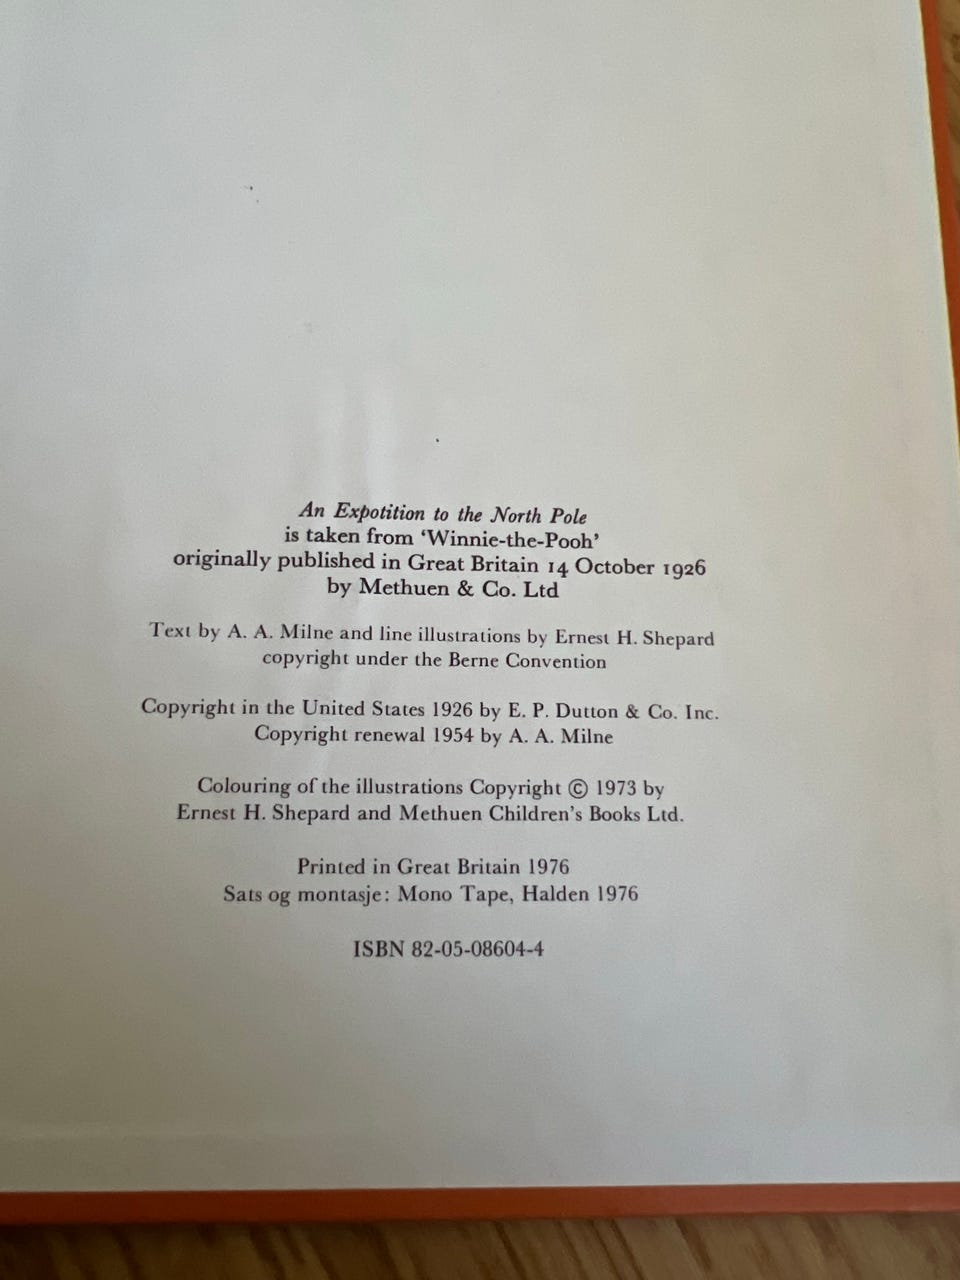 An Expotition to the North Pole
is taken from ‘Winnie-the-Pooh’
originally published in Great Britain 14 October 1926
by Methuen & Co. Ltd
Text by A. A. Milne and line illustrations by Ernest H. Shepard
copyright under the Berne Convention
Copyright in the United States 1926 by E. P. Dutton & Co. Inc.
Copyright renewal 1954 by A. A. Milne
Colouring of the illustrations Copyright © 1973 by
Ernest H. Shepard and Methuen Children’s Books Ltd.
Printed in Great Britain 1976
Sats og montasje: Mono Tape, Halden 1976
ISBN 82-05-08604-4